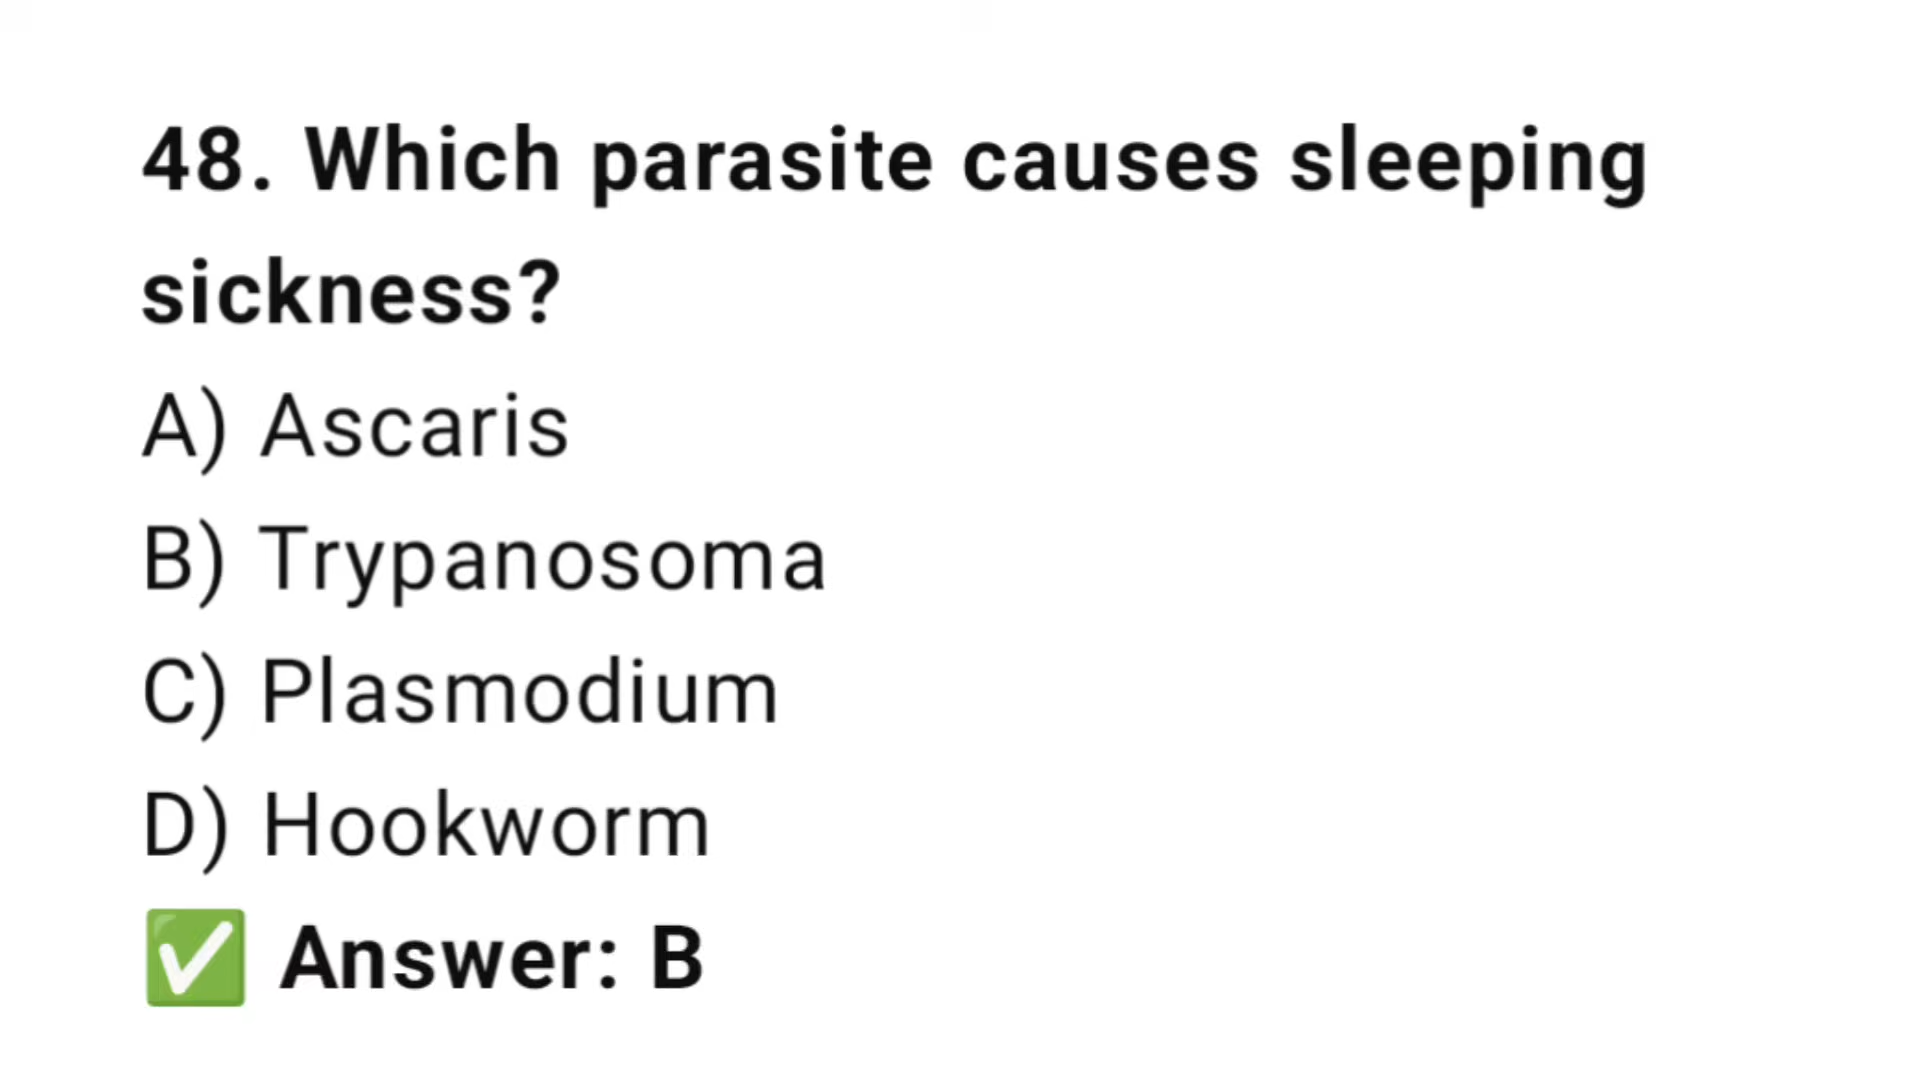 48. Which parasite causes sleeping
sickness?
A) Ascaris
B) Trypanosoma
C) Plasmodium
D) Hookworm
✅ Answer: B